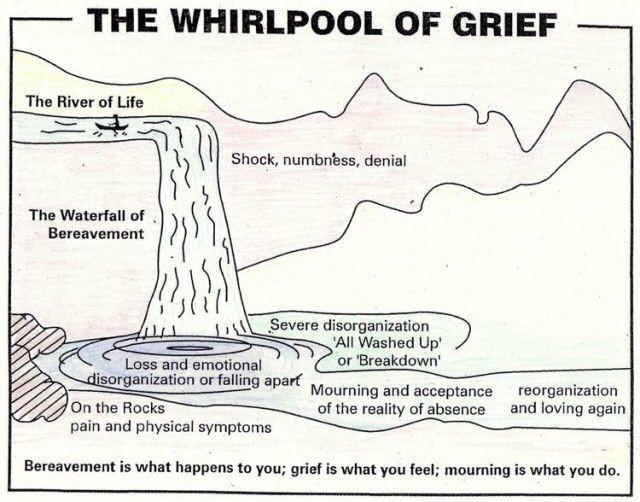 THE WHIRLPOOL OF GRIEF
The River of Life
Shock, numbness, denial
The Waterfall of
Bereavement
Severe disorganization
'All Washed Up'
or 'Breakdown'
Loss and emotional
disorganization or falling apart
Mourning and acceptance
of the reality of absence
reorganization
and loving again
On the Rocks
pain and physical symptoms
Bereavement is what happens to you; grief is what you feel; mourning is what you do.